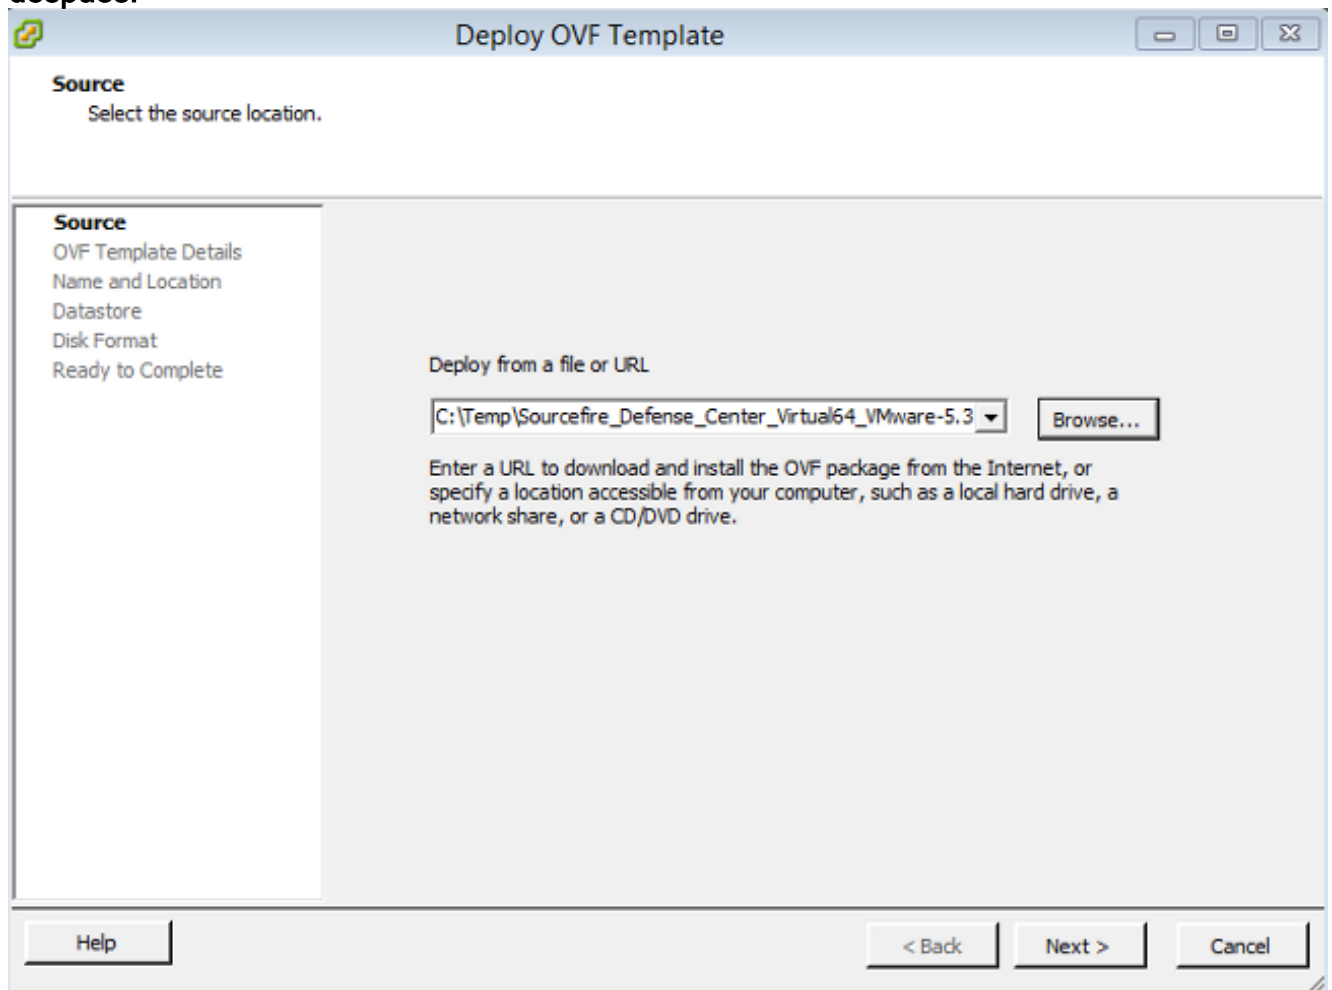 Deploy OVF Template
Source
Select the source location.
Source
OVF Template Details
Name and Location
Datastore
Disk Format
Ready to Complete
Deploy from a file or URL
C:\Temp\Sourcefire_Defense_Center_Virtual64_VMware-5.3
Browse...
Enter a URL to download and install the OVF package from the Internet, or
specify a location accessible from your computer, such as a local hard drive, a
network share, or a CD/DVD drive.
Help
< Back
Next >
Cancel